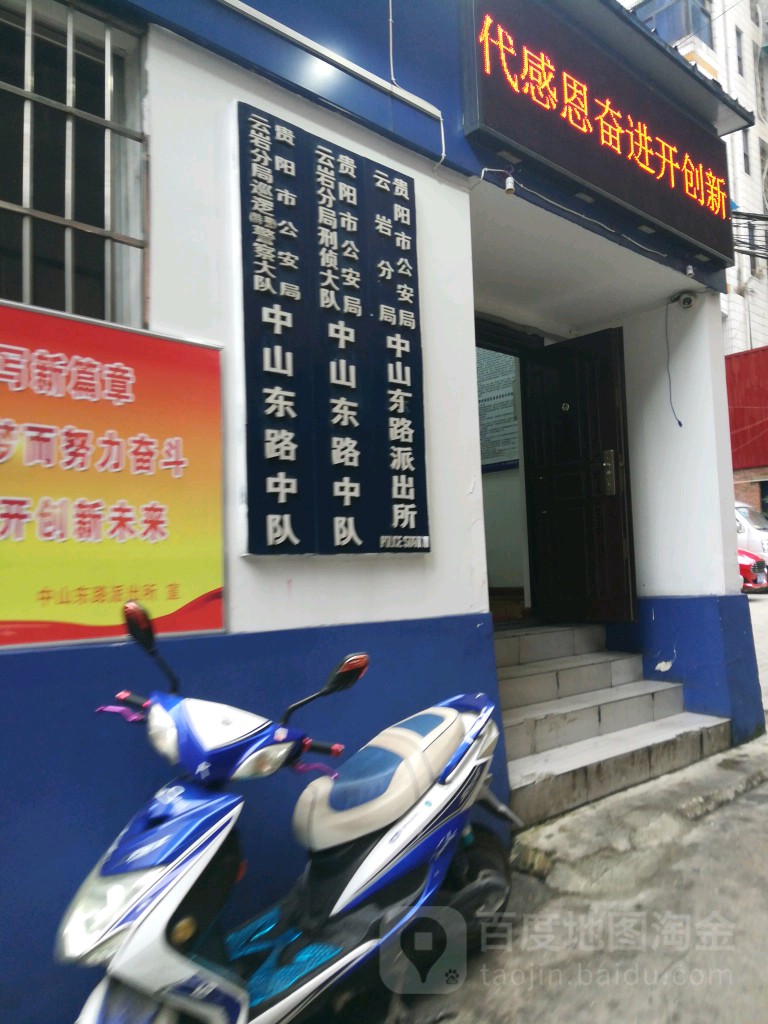 代感恩奋进开创新
贵阳市公安局
云岩分局
中山东路派出所
贵阳市公安局
云岩分局刑侦大队
中山东路中队
贵阳市公安局
云岩分局巡逻
警察大队
中山东路中队
写新篇章
梦而努力奋斗
开创新未来
中山东路派出所 宣
百度地图淘金
taojin.baidu.com